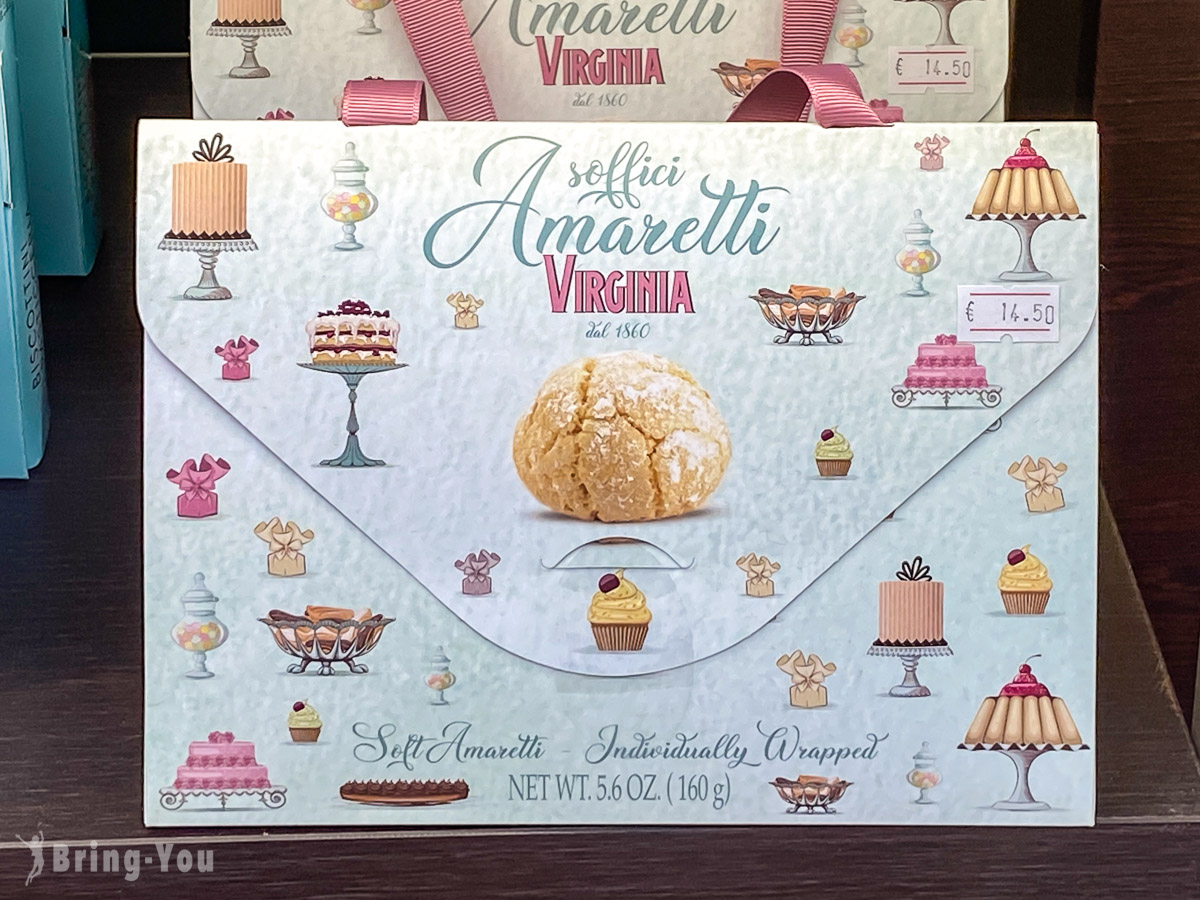 Amaretti
VIRGINIA
dal 1860
€ 14.50
soffici
Amaretti
VIRGINIA
dal 1860
€ 14.50
BISCOTTINI
Soft Amaretti - Individually Wrapped
NET WT. 5.6 OZ. (160 g)
Bring-You